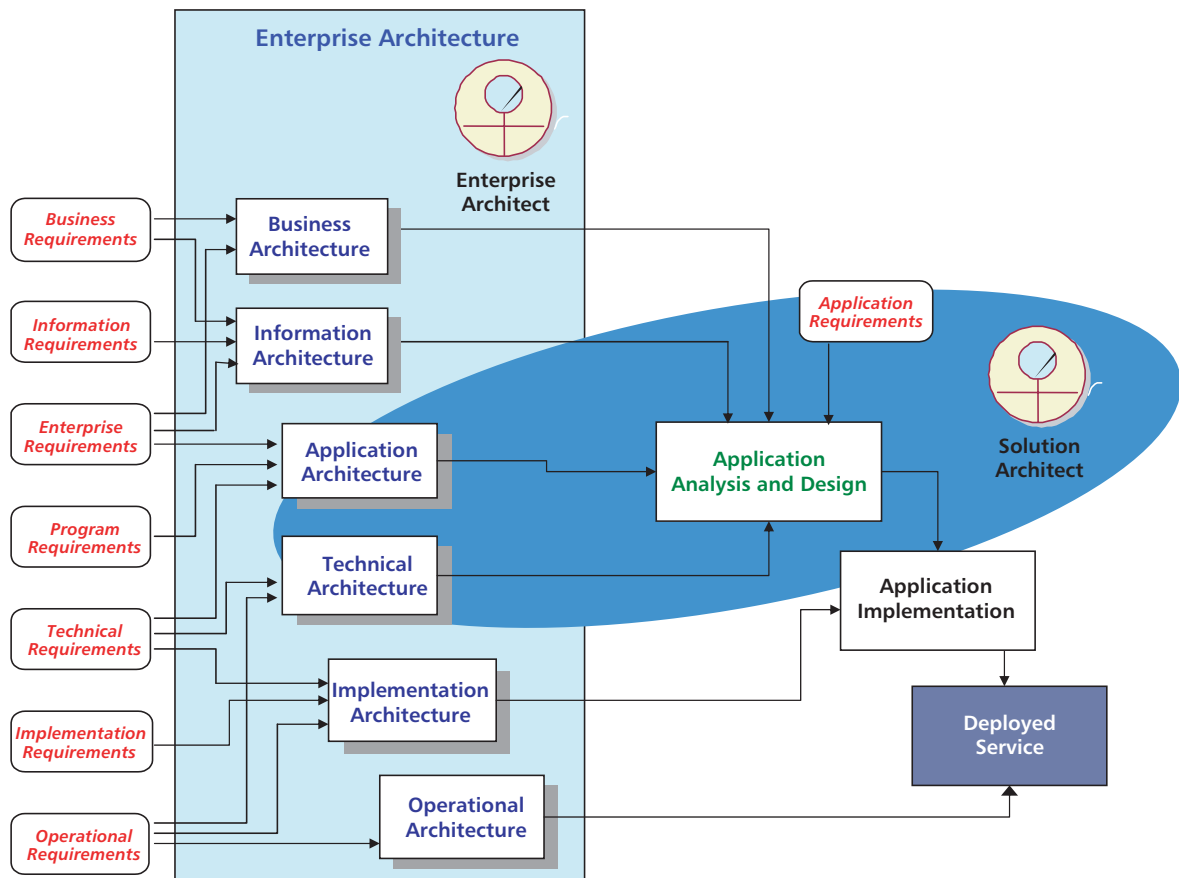 Enterprise Architecture
Enterprise
Architect
Business
Requirements
Business
Architecture
Information
Requirements
Information
Architecture
Application
Requirements
Enterprise
Requirements
Application
Architecture
Application
Analysis and Design
Solution
Architect
Program
Requirements
Technical
Architecture
Application
Implementation
Technical
Requirements
Implementation
Architecture
Implementation
Requirements
Deployed
Service
Operational
Requirements
Operational
Architecture